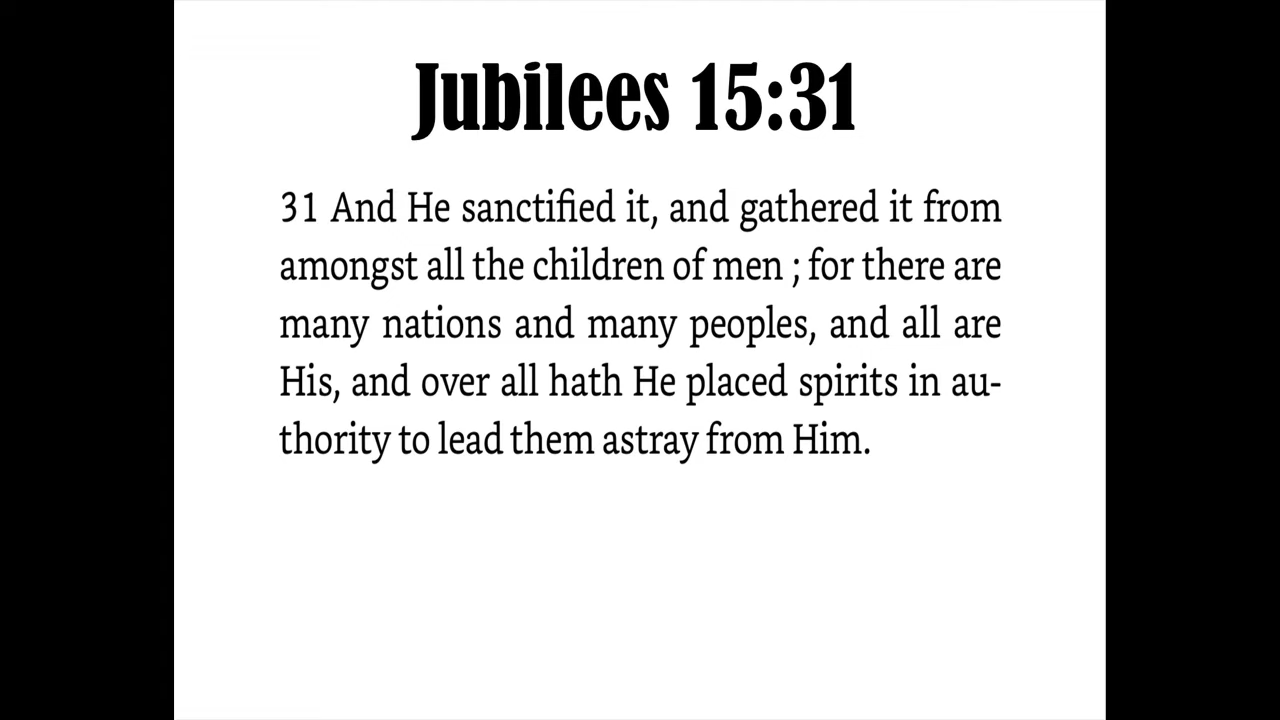 Jubilees 15:31
31 And He sanctified it, and gathered it from
amongst all the children of men ; for there are
many nations and many peoples, and all are
His, and over all hath He placed spirits in au-
thority to lead them astray from Him.